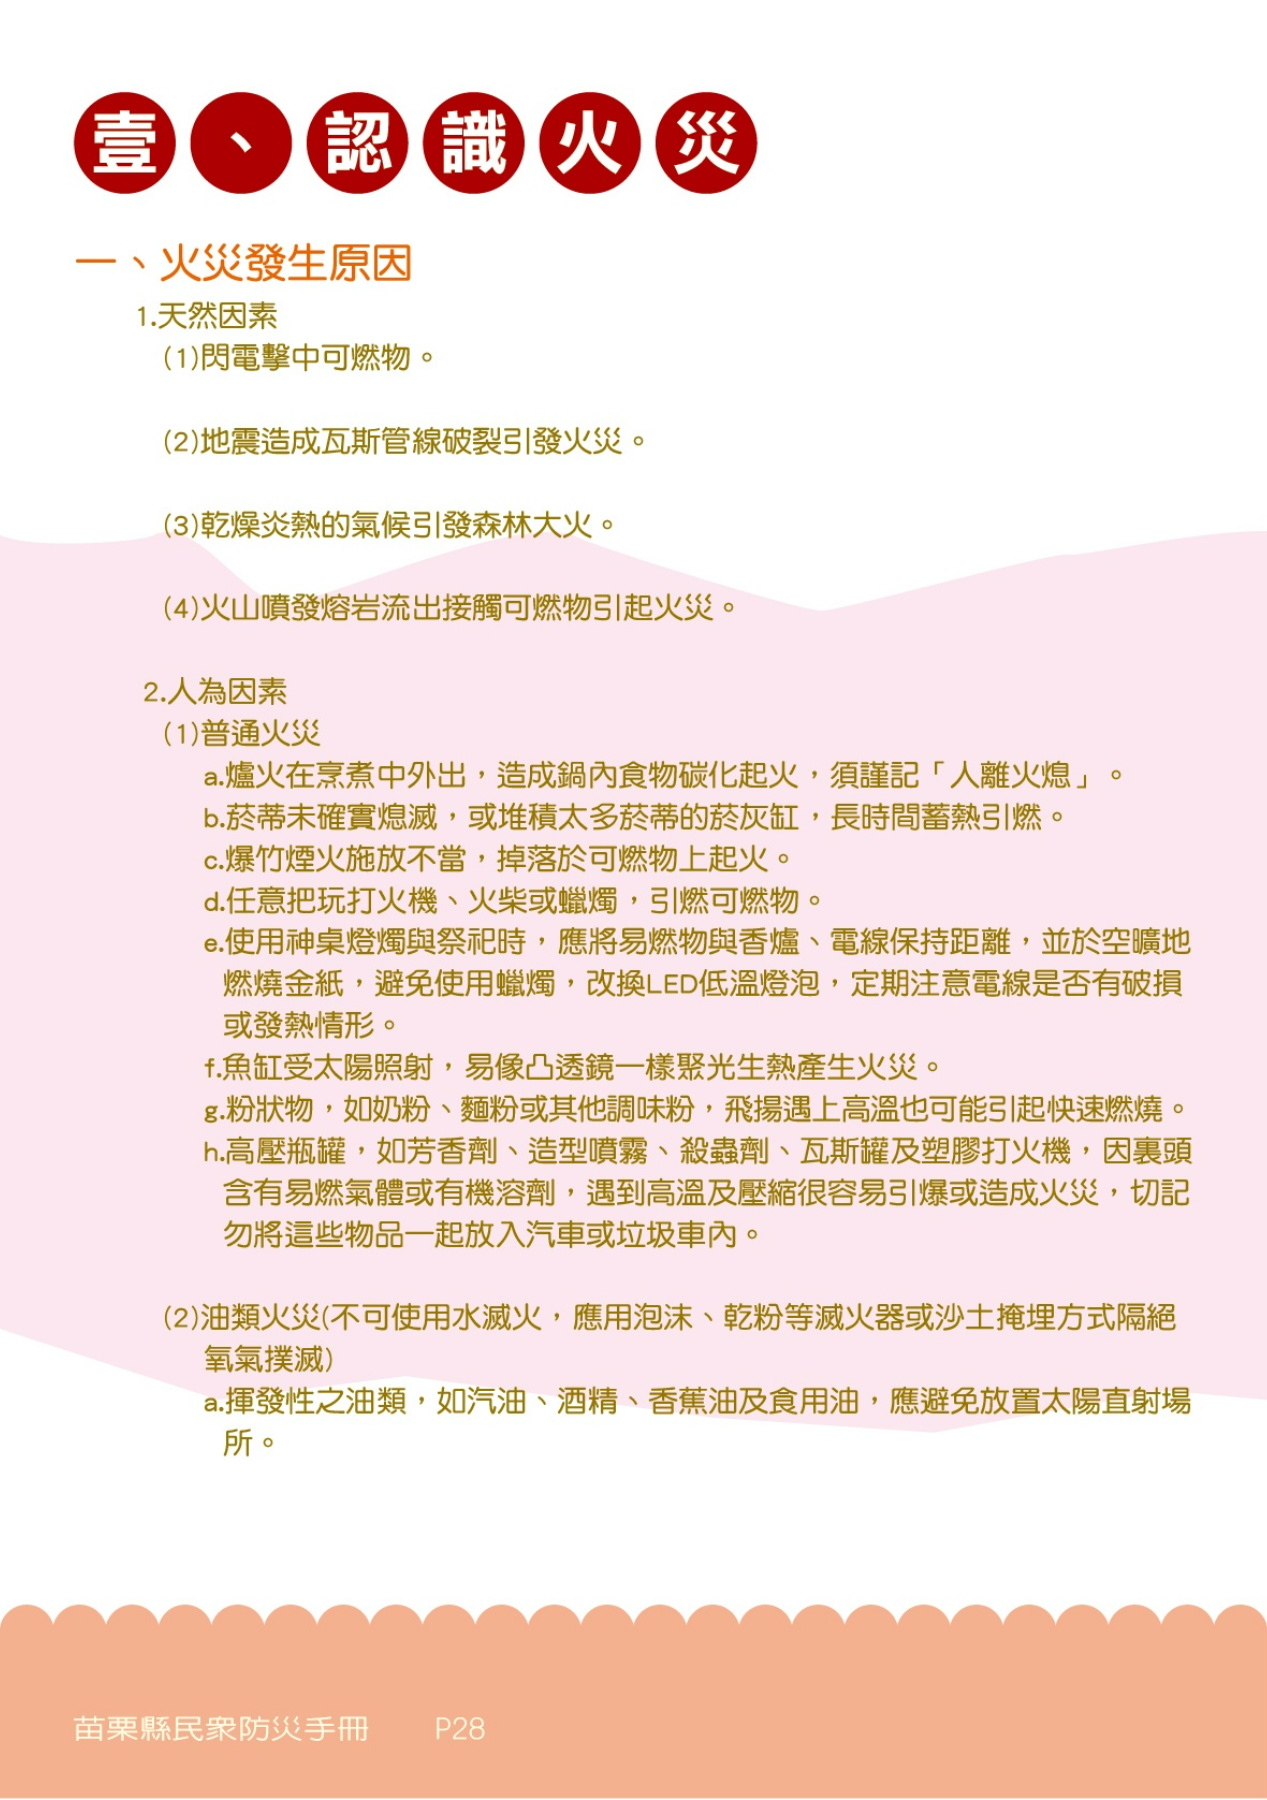 壹、認識火災
一、火災發生原因
1.天然因素
(1)閃電擊中可燃物。
(2)地震造成瓦斯管線破裂引發火災。
(3)乾燥炎熱的氣候引發森林大火。
(4)火山噴發熔岩流出接觸可燃物引起火災。
2.人為因素
(1)普通火災
a.爐火在烹煮中外出，造成鍋內食物碳化起火，須謹記「人離火熄」。
b.菸蒂未確實熄滅，或堆積太多菸蒂的菸灰缸，長時間蓄熱引燃。
c.爆竹煙火施放不當，掉落於可燃物上起火。
d.任意把玩打火機、火柴或蠟燭，引燃可燃物。
e.使用神桌燈燭與祭祀時，應將易燃物與香爐、電線保持距離，並於空曠地
燃燒金紙，避免使用蠟燭，改換LED低溫燈泡，定期注意電線是否有破損
或發熱情形。
f.魚缸受太陽照射，易像凸透鏡一樣聚光生熱產生火災。
g.粉狀物，如奶粉、麵粉或其他調味粉，飛揚遇上高溫也可能引起快速燃燒。
h.高壓瓶罐，如芳香劑、造型噴霧、殺蟲劑、瓦斯罐及塑膠打火機，因裏頭
含有易燃氣體或有機溶劑，遇到高溫及壓縮很容易引爆或造成火災，切記
勿將這些物品一起放入汽車或垃圾車內。
(2)油類火災(不可使用水滅火，應用泡沫、乾粉等滅火器或沙土掩埋方式隔絕
氧氣撲滅)
a.揮發性之油類，如汽油、酒精、香蕉油及食用油，應避免放置太陽直射場
所。
苗栗縣民眾防災手冊 P28